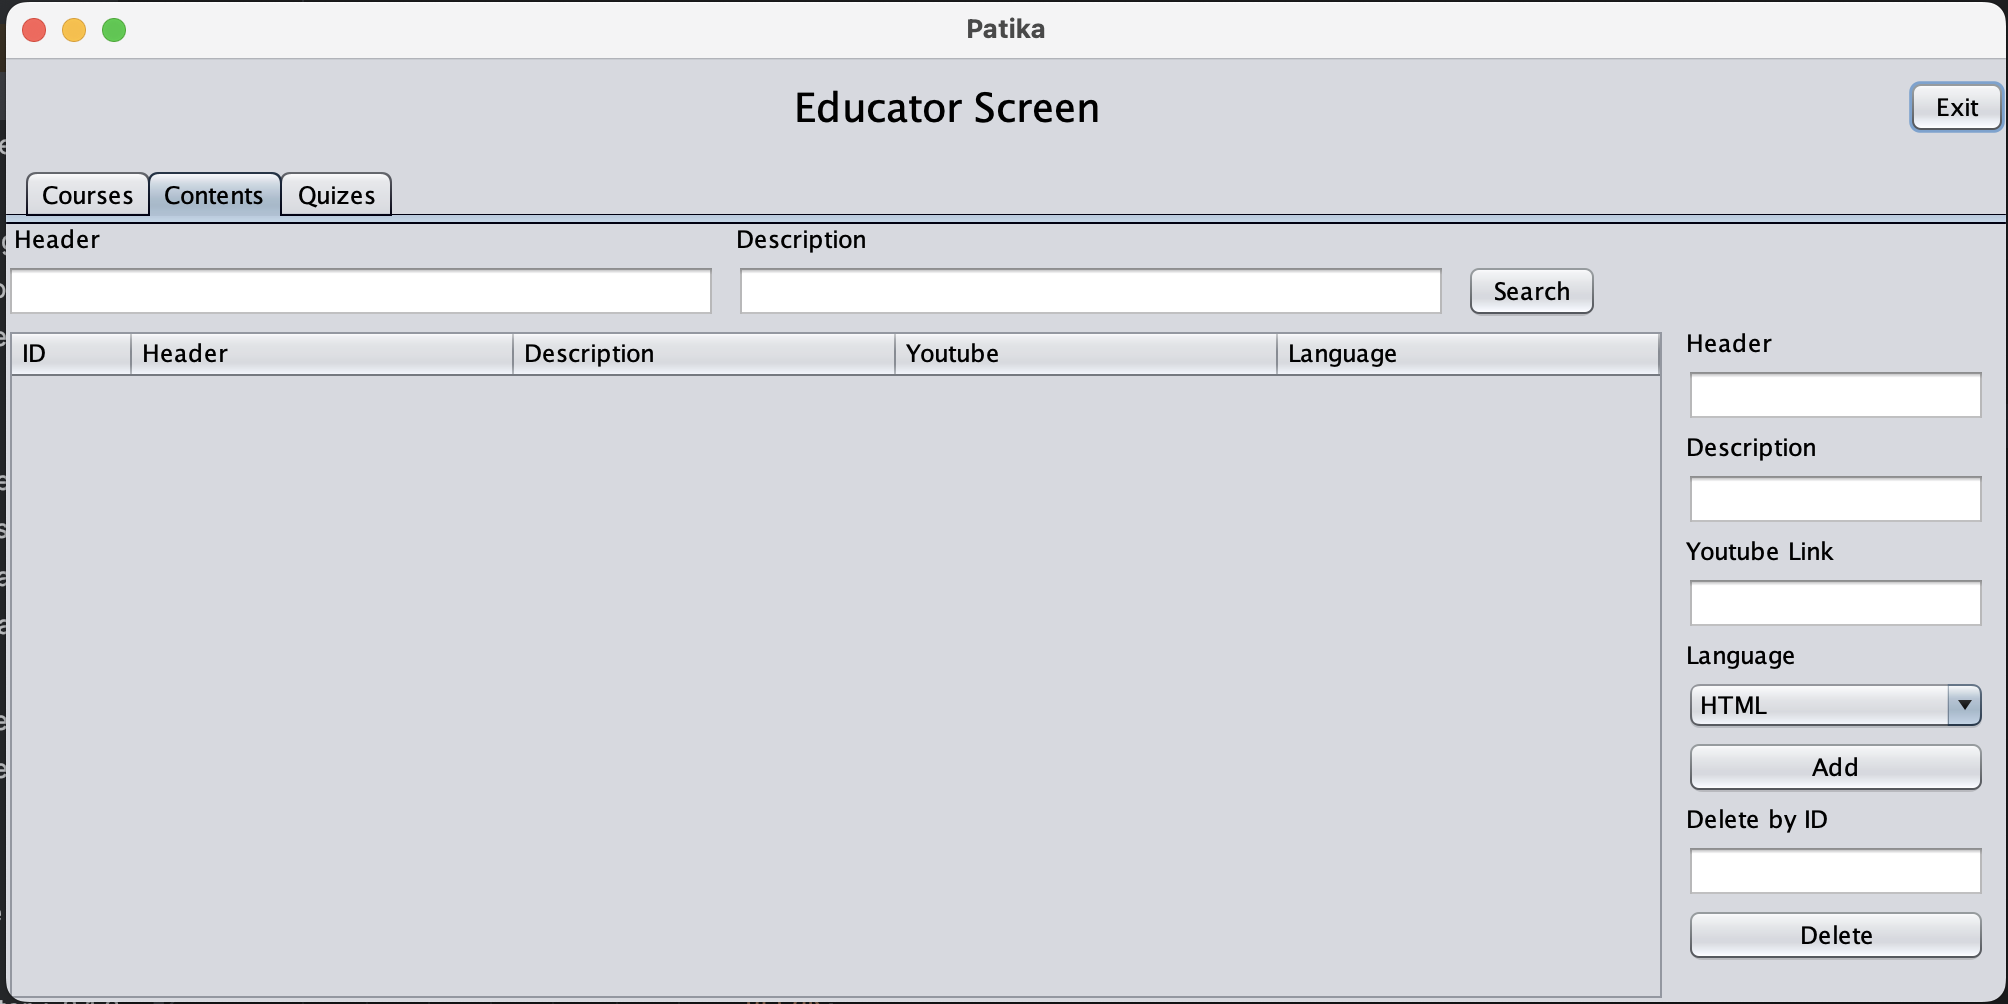 Patika
Educator Screen
Exit
Courses Contents Quizes
Header Description
Search
ID Header Description Youtube Language
Header
Description
Youtube Link
Language
HTML
Add
Delete by ID
Delete